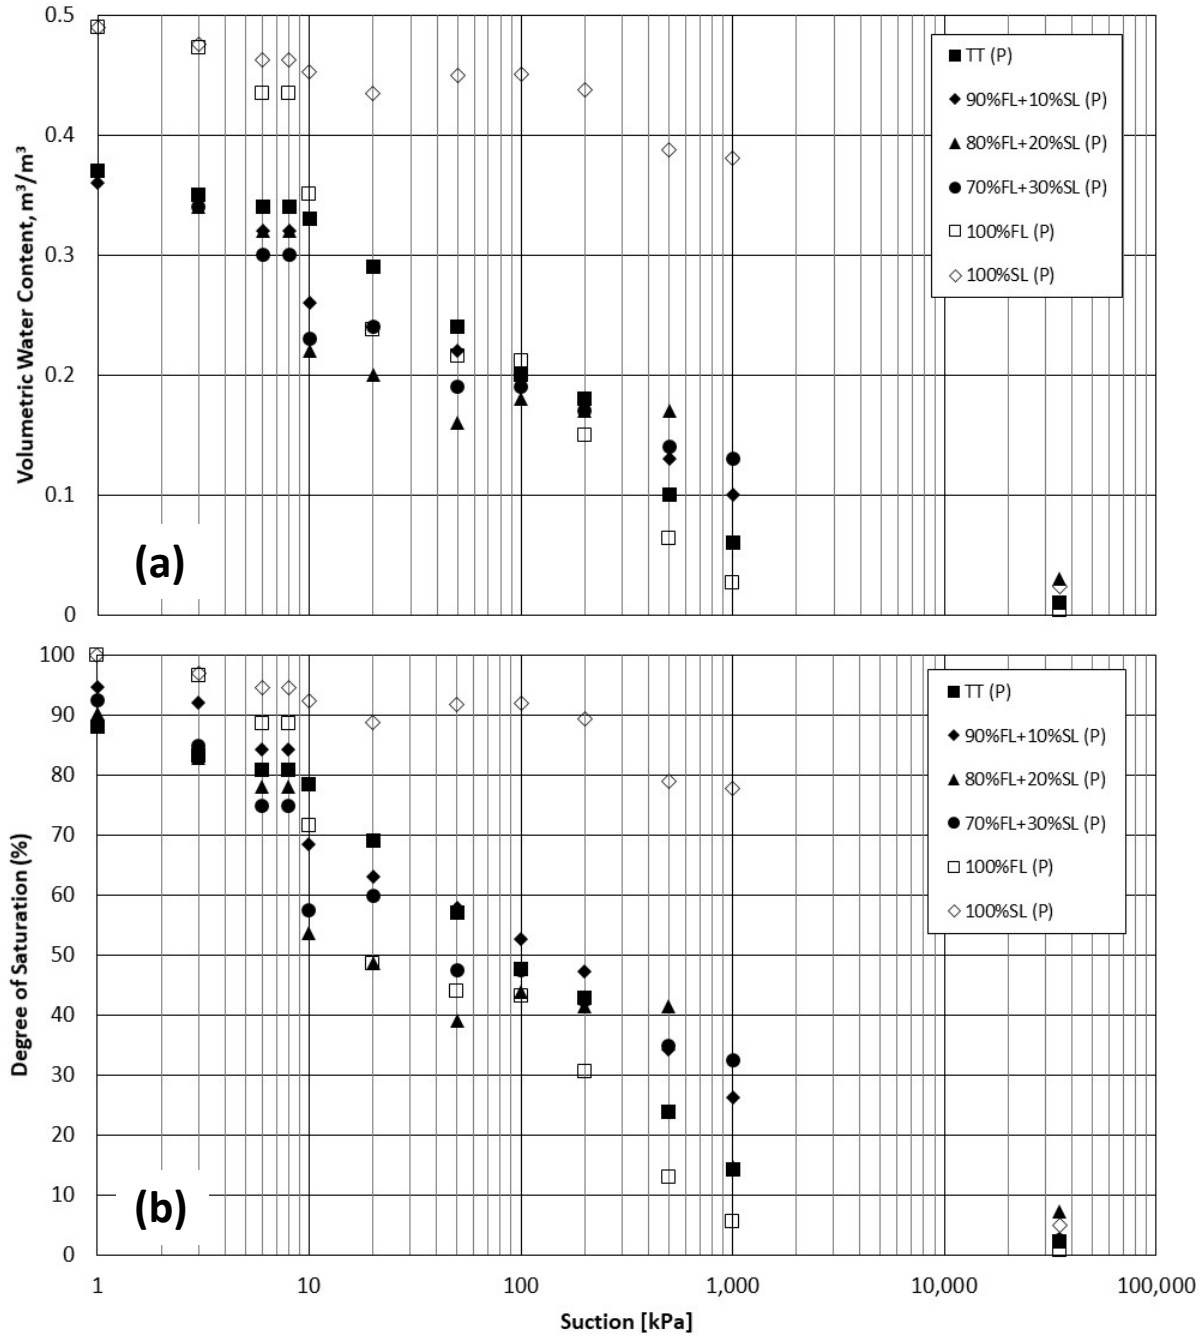 0.5
0.4
0.3
0.2
0.1
0
Volumetric Water Content, m³/m³
TT (P)
90%FL+10%SL (P)
80%FL+20%SL (P)
70%FL+30%SL (P)
100%FL (P)
100%SL (P)
(a)
100
90
80
70
60
50
40
30
20
10
0
Degree of Saturation (%)
TT (P)
90%FL+10%SL (P)
80%FL+20%SL (P)
70%FL+30%SL (P)
100%FL (P)
100%SL (P)
(b)
1 10 100 1,000 10,000 100,000
Suction [kPa]